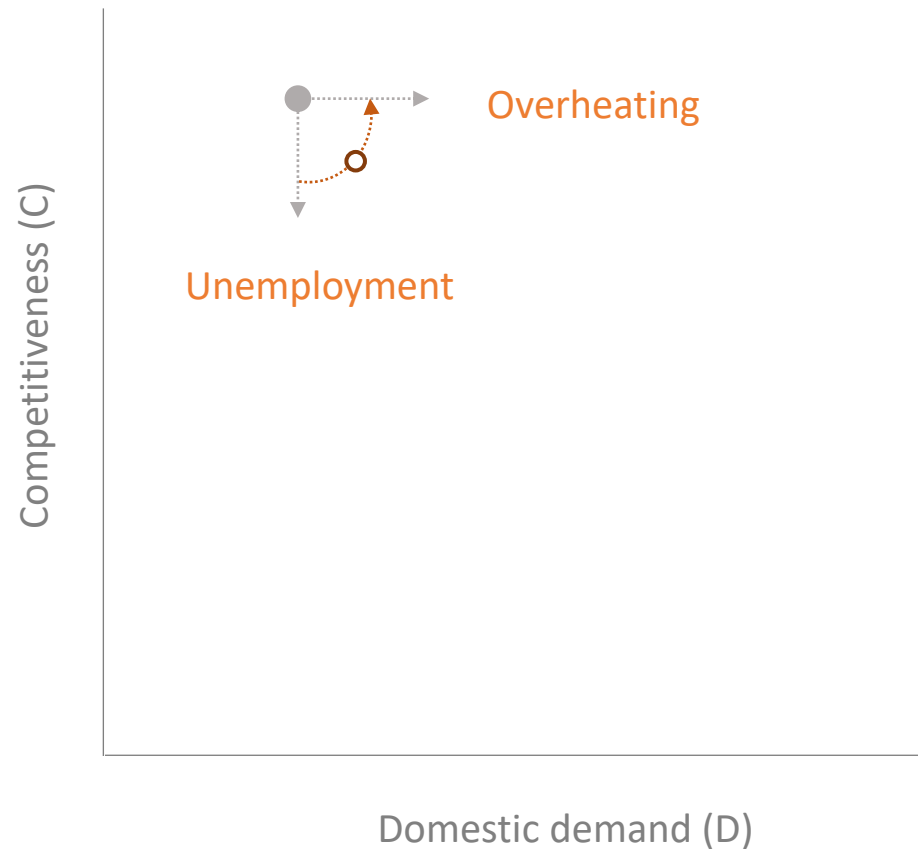 Overheating
Unemployment
Competitiveness (C)
Domestic demand (D)